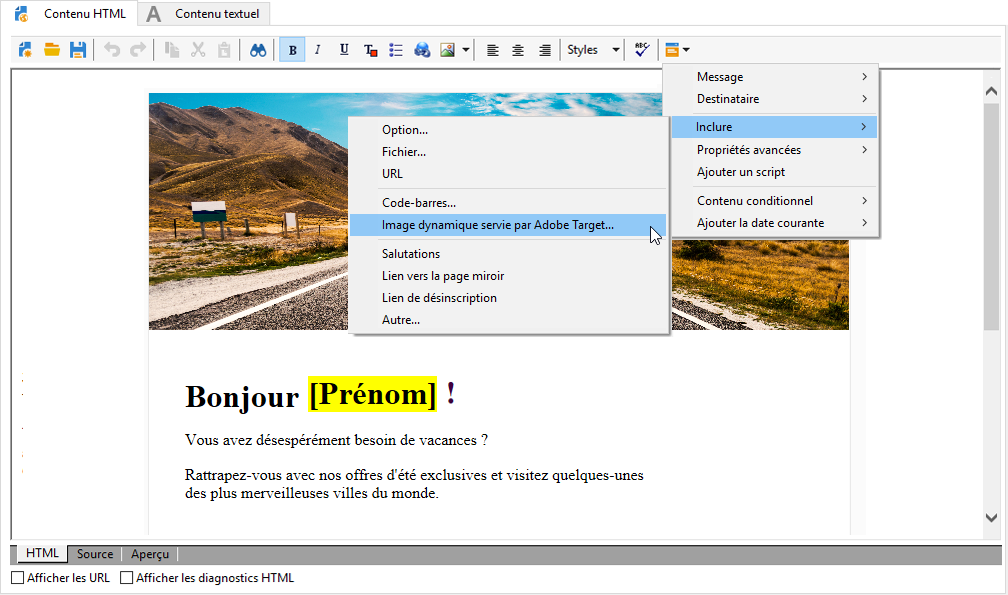 Contenu HTML
A Contenu textuel
B I U T Styles ABC
Message
Destinataire
Inclure
Propriétés avancées
Ajouter un script
Contenu conditionnel
Ajouter la date courante
Option...
Fichier...
URL
Code-barres...
Image dynamique servie par Adobe Target...
Salutations
Lien vers la page miroir
Lien de désinscription
Autre...
Bonjour [Prénom] !
Vous avez désespérément besoin de vacances ?
Rattrapez-vous avec nos offres d'été exclusives et visitez quelques-unes
des plus merveilleuses villes du monde.
HTML Source Aperçu
Afficher les URL Afficher les diagnostics HTML